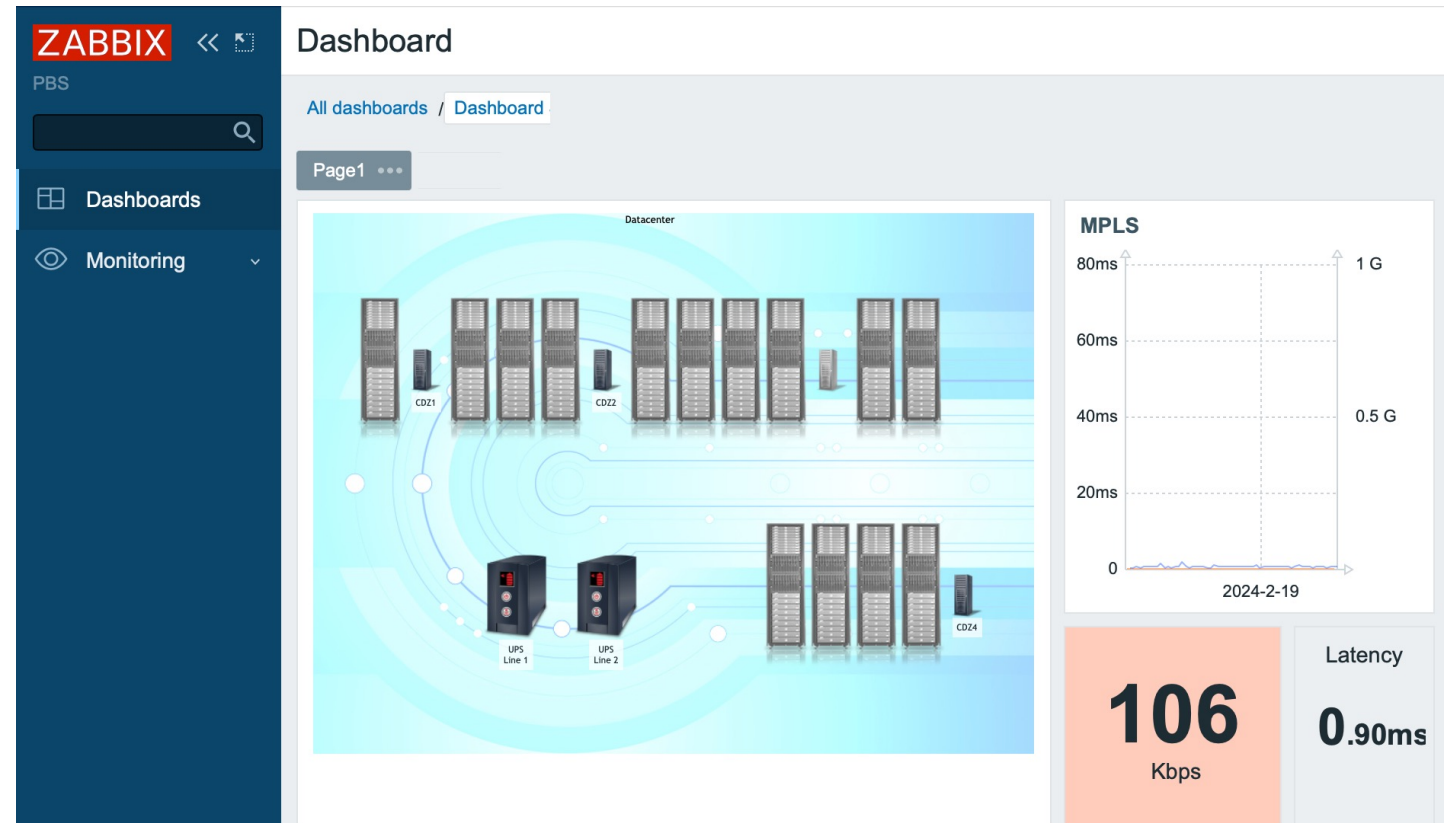 ZABBIX
PBS
Dashboards
Monitoring
Dashboard
All dashboards / Dashboard
Page1
Datacenter
CDZ1
CDZ2
UPS
Line 1
UPS
Line 2
CDZ4
MPLS
80ms
1 G
60ms
40ms
0.5 G
20ms
0
2024-2-19
106
Kbps
Latency
0.90ms